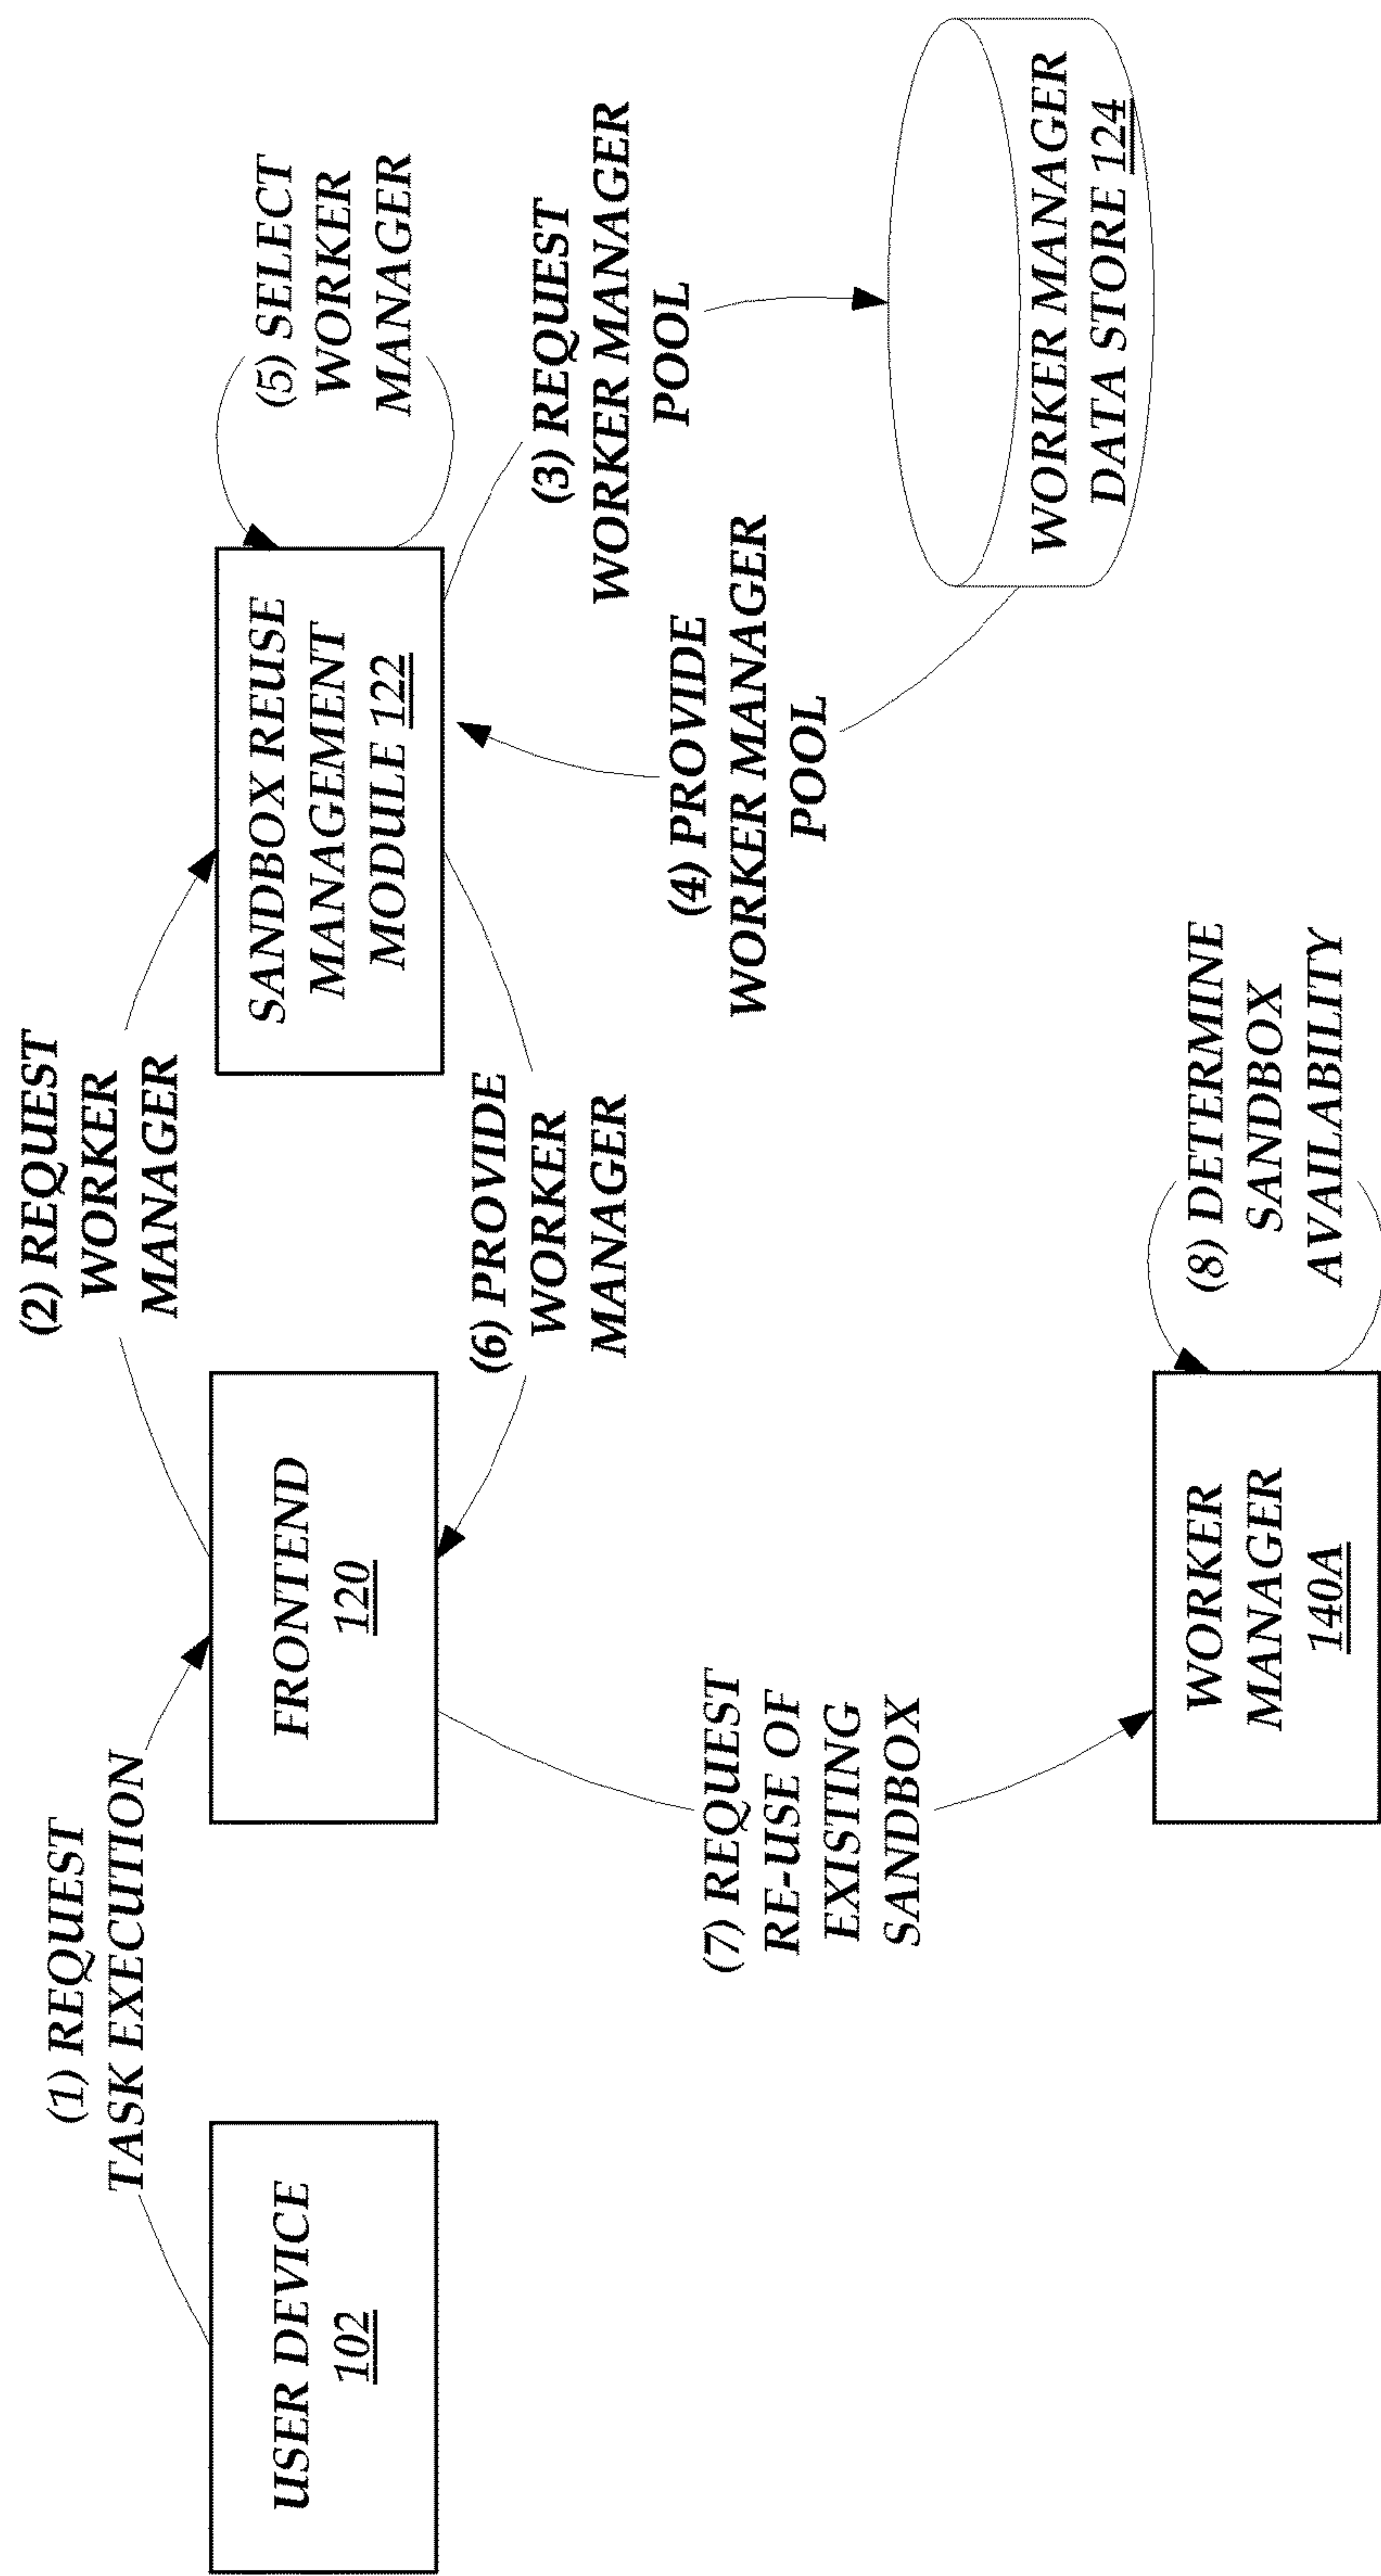 (1) REQUEST
TASK EXECUTION
(2) REQUEST
WORKER
MANAGER
(5) SELECT
WORKER
MANAGER
USER DEVICE
102
FRONTEND
120
SANDBOX REUSE
MANAGEMENT
MODULE 122
(6) PROVIDE
WORKER
MANAGER
(3) REQUEST
WORKER MANAGER
POOL
(4) PROVIDE
WORKER MANAGER
POOL
(7) REQUEST
RE-USE OF
EXISTING
SANDBOX
WORKER MANAGER
DATA STORE 124
WORKER
MANAGER
140A
(8) DETERMINE
SANDBOX
AVAILABILITY